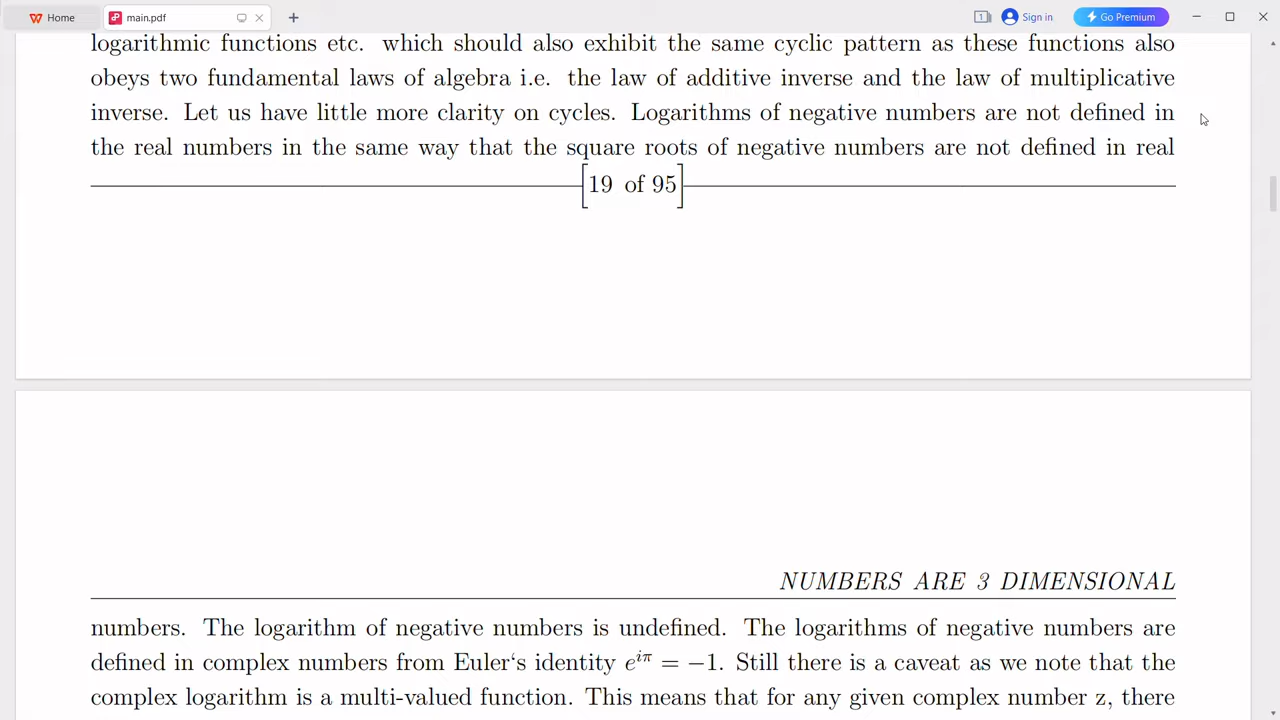 Home
main.pdf
1
Sign in
Go Premium
logarithmic functions etc. which should also exhibit the same cyclic pattern as these functions also
obeys two fundamental laws of algebra i.e. the law of additive inverse and the law of multiplicative
inverse. Let us have little more clarity on cycles. Logarithms of negative numbers are not defined in
the real numbers in the same way that the square roots of negative numbers are not defined in real
[19 of 95]
NUMBERS ARE 3 DIMENSIONAL
numbers. The logarithm of negative numbers is undefined. The logarithms of negative numbers are
defined in complex numbers from Euler‘s identity $e^{i\pi} = -1$. Still there is a caveat as we note that the
complex logarithm is a multi-valued function. This means that for any given complex number z, there